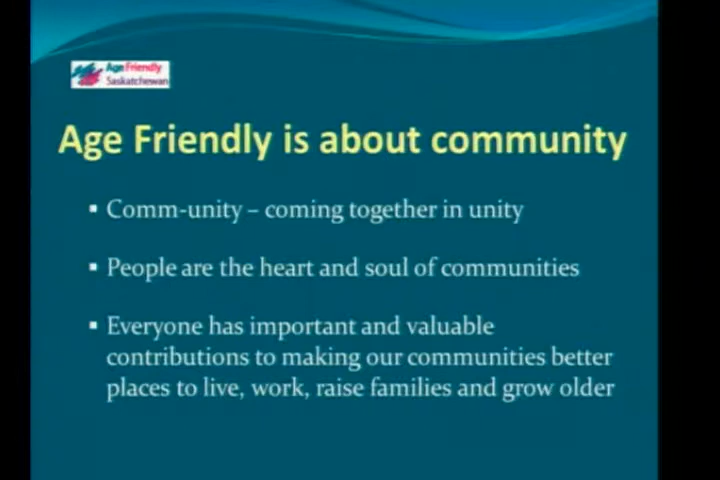 Age Friendly
Saskatchewan
Age Friendly is about community
▪ Comm-unity – coming together in unity
▪ People are the heart and soul of communities
▪ Everyone has important and valuable
contributions to making our communities better
places to live, work, raise families and grow older